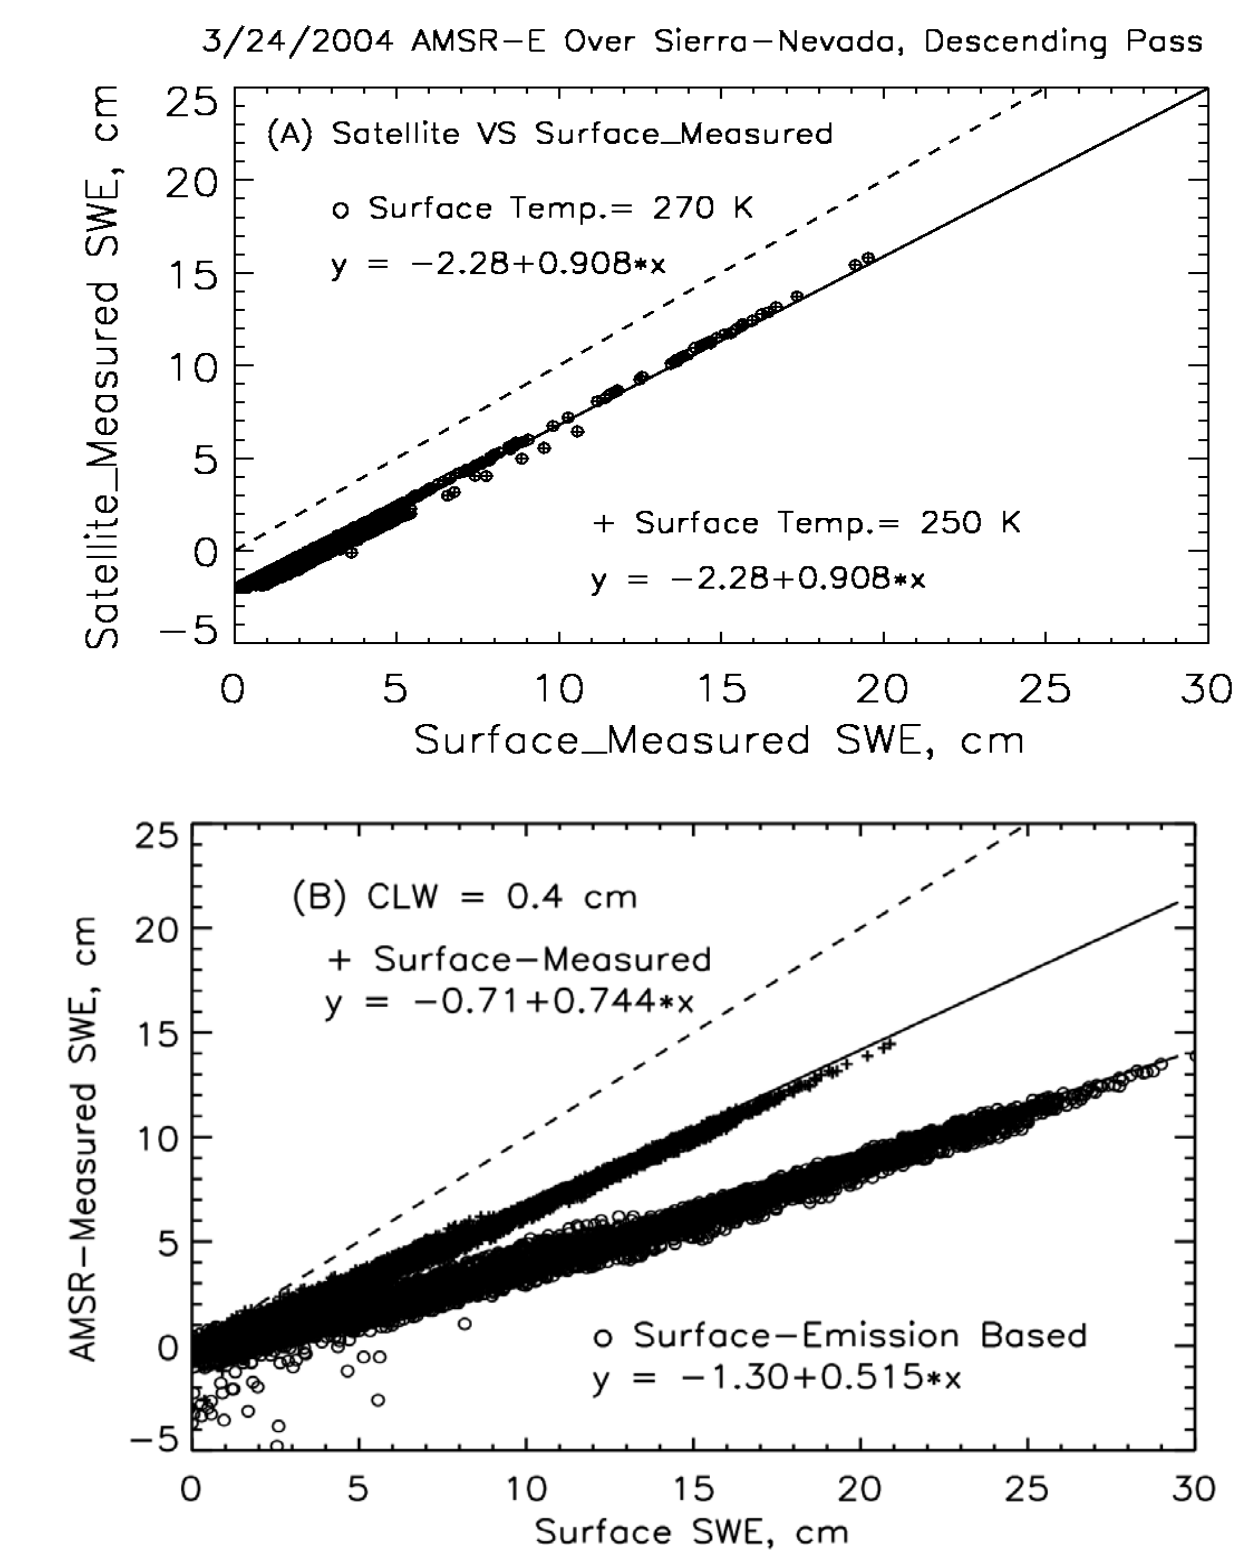 3/24/2004 AMSR-E Over Sierra-Nevada, Descending Pass
25
20
15
10
5
0
-5
Satellite_Measured SWE, cm
(A) Satellite VS Surface_Measured
o Surface Temp.= 270 K
y = -2.28+0.908*x
+ Surface Temp.= 250 K
y = -2.28+0.908*x
0 5 10 15 20 25 30
Surface_Measured SWE, cm
25
20
15
10
5
0
-5
AMSR-Measured SWE, cm
(B) CLW = 0.4 cm
+ Surface-Measured
y = -0.71+0.744*x
o Surface-Emission Based
y = -1.30+0.515*x
0 5 10 15 20 25 30
Surface SWE, cm